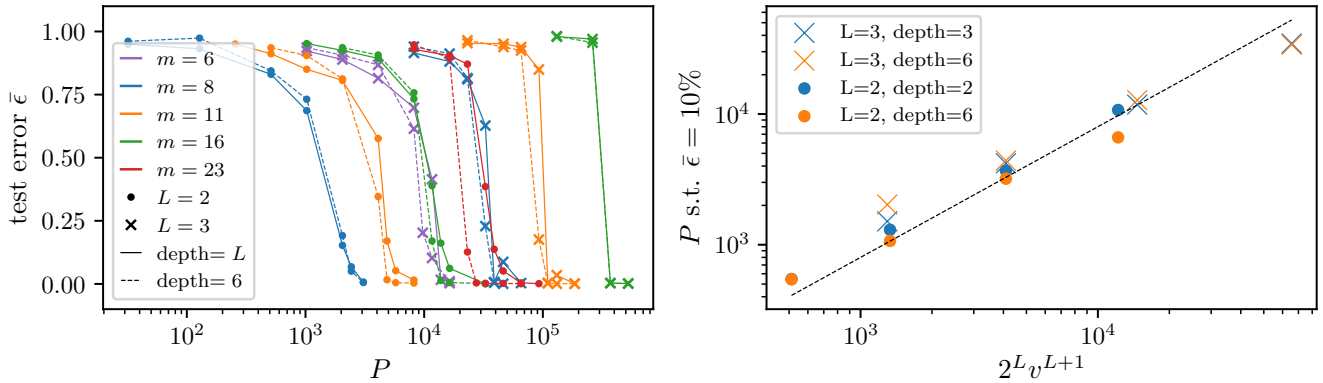 test error ϵ̄
1.00
0.75
0.50
0.25
0.00
m = 6
m = 8
m = 11
m = 16
m = 23
L = 2
L = 3
depth= L
depth= 6
10²
10³
10⁴
10⁵
P
P s.t. ϵ̄ = 10%
10⁴
10³
L=3, depth=3
L=3, depth=6
L=2, depth=2
L=2, depth=6
10³
10⁴
2ᴸvᴸ⁺¹